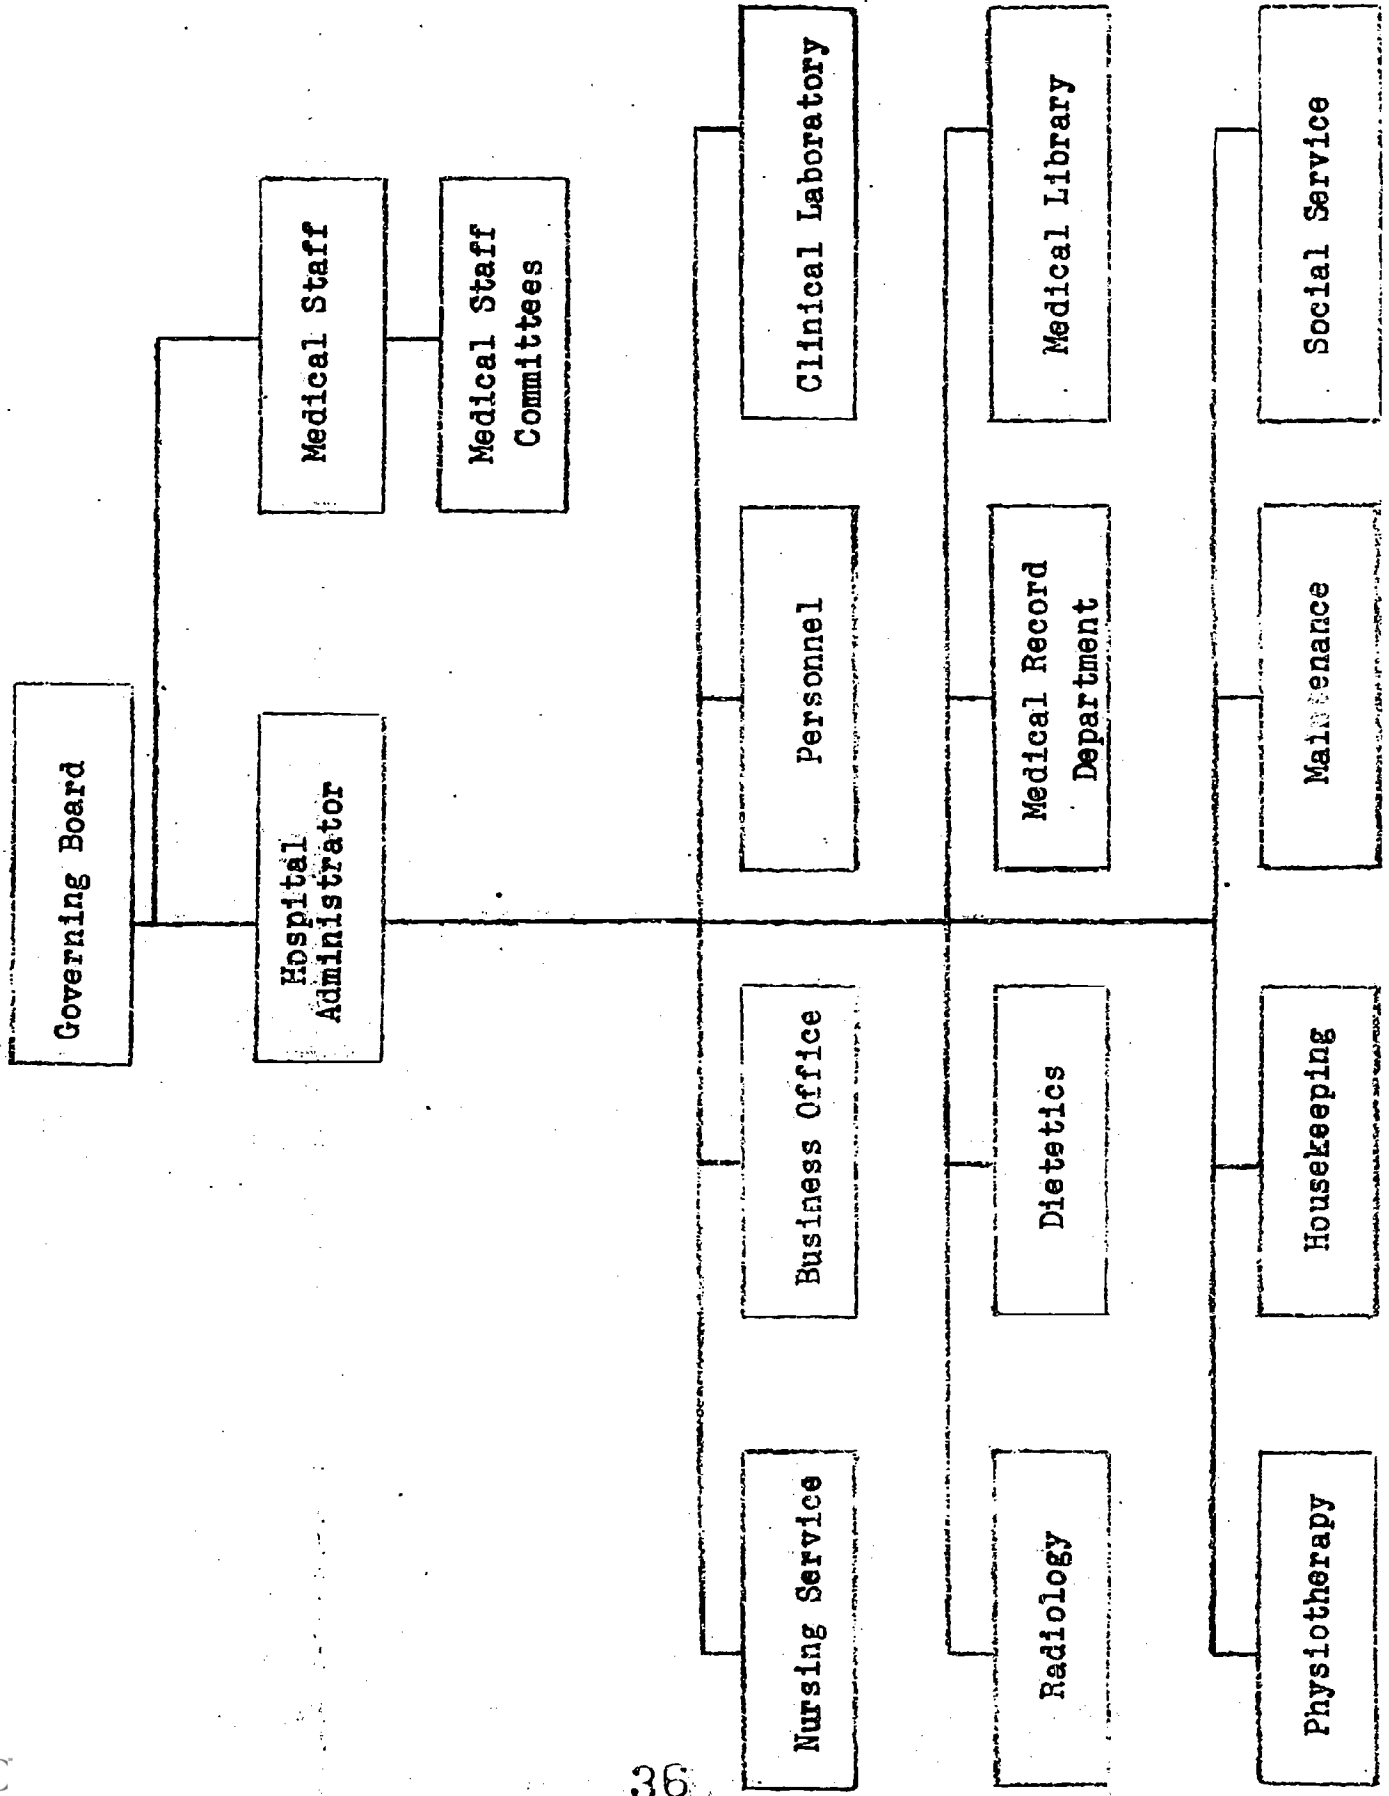 Governing Board
Hospital
Administrator
Medical Staff
Medical Staff
Committees
Nursing Service
Business Office
Personnel
Clinical Laboratory
Radiology
Dietetics
Medical Record
Department
Medical Library
Physiotherapy
Housekeeping
Maintenance
Social Service
36